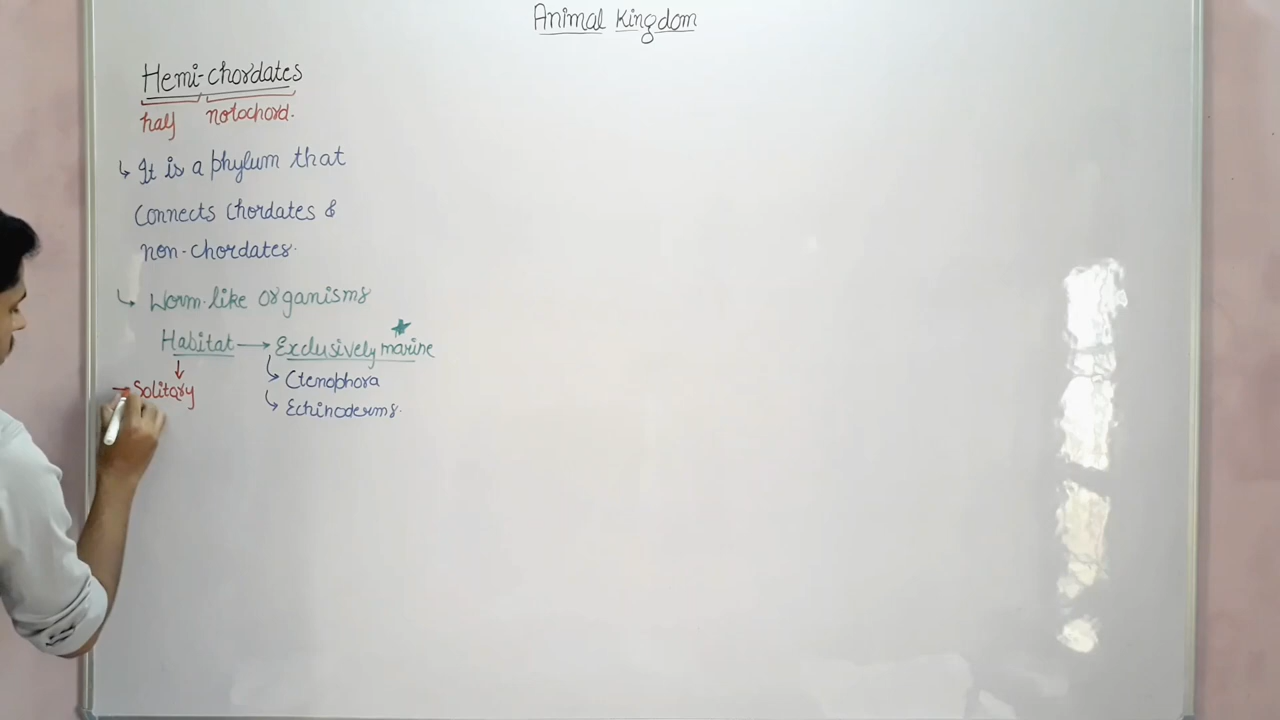 Animal Kingdom
Hemi-chordates
half notochord.
It is a phylum that
Connects Chordates &
non-chordates.
Worm-like organisms
Habitat → Exclusively marine
Ctenophora
Solitary
Echinoderms.